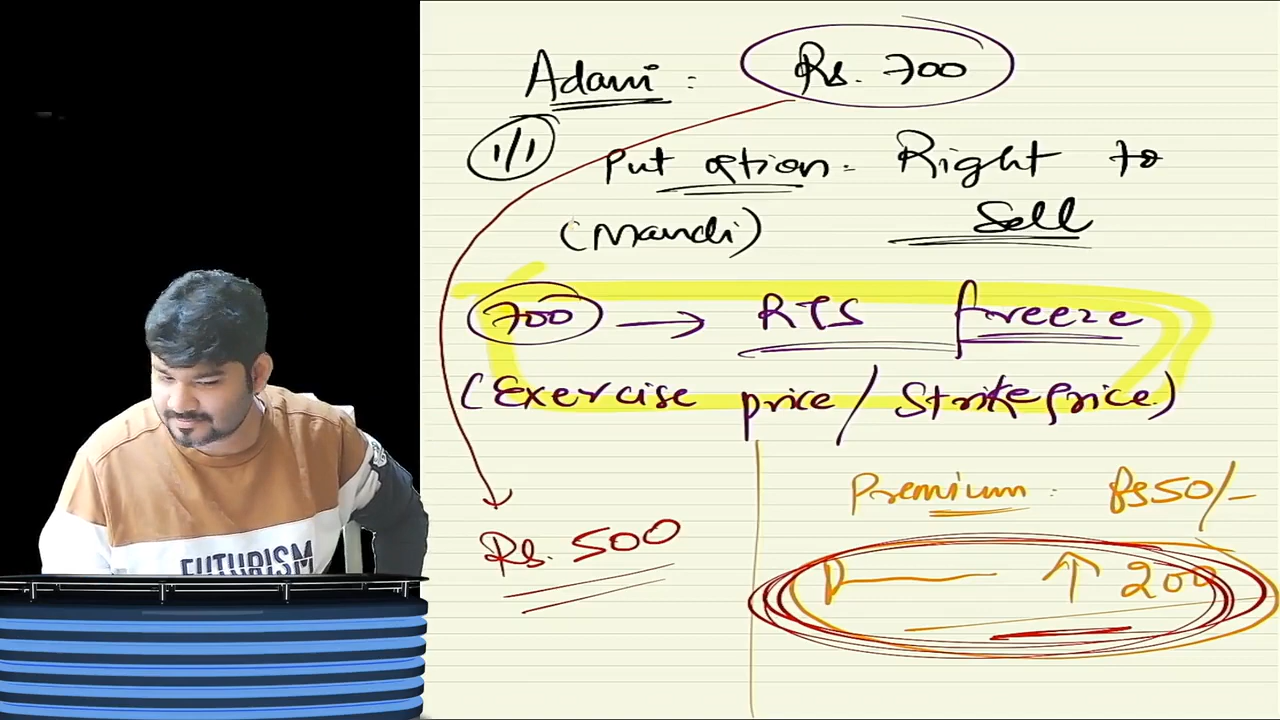 Adani : Rs. 700
1/1 Put option = Right to
(Mandi) Sell
700 → RTS freeze
(Exercise price / Strike price)
Premium : Rs 50/-
Rs. 500
P ↑ 200
FUTURISM